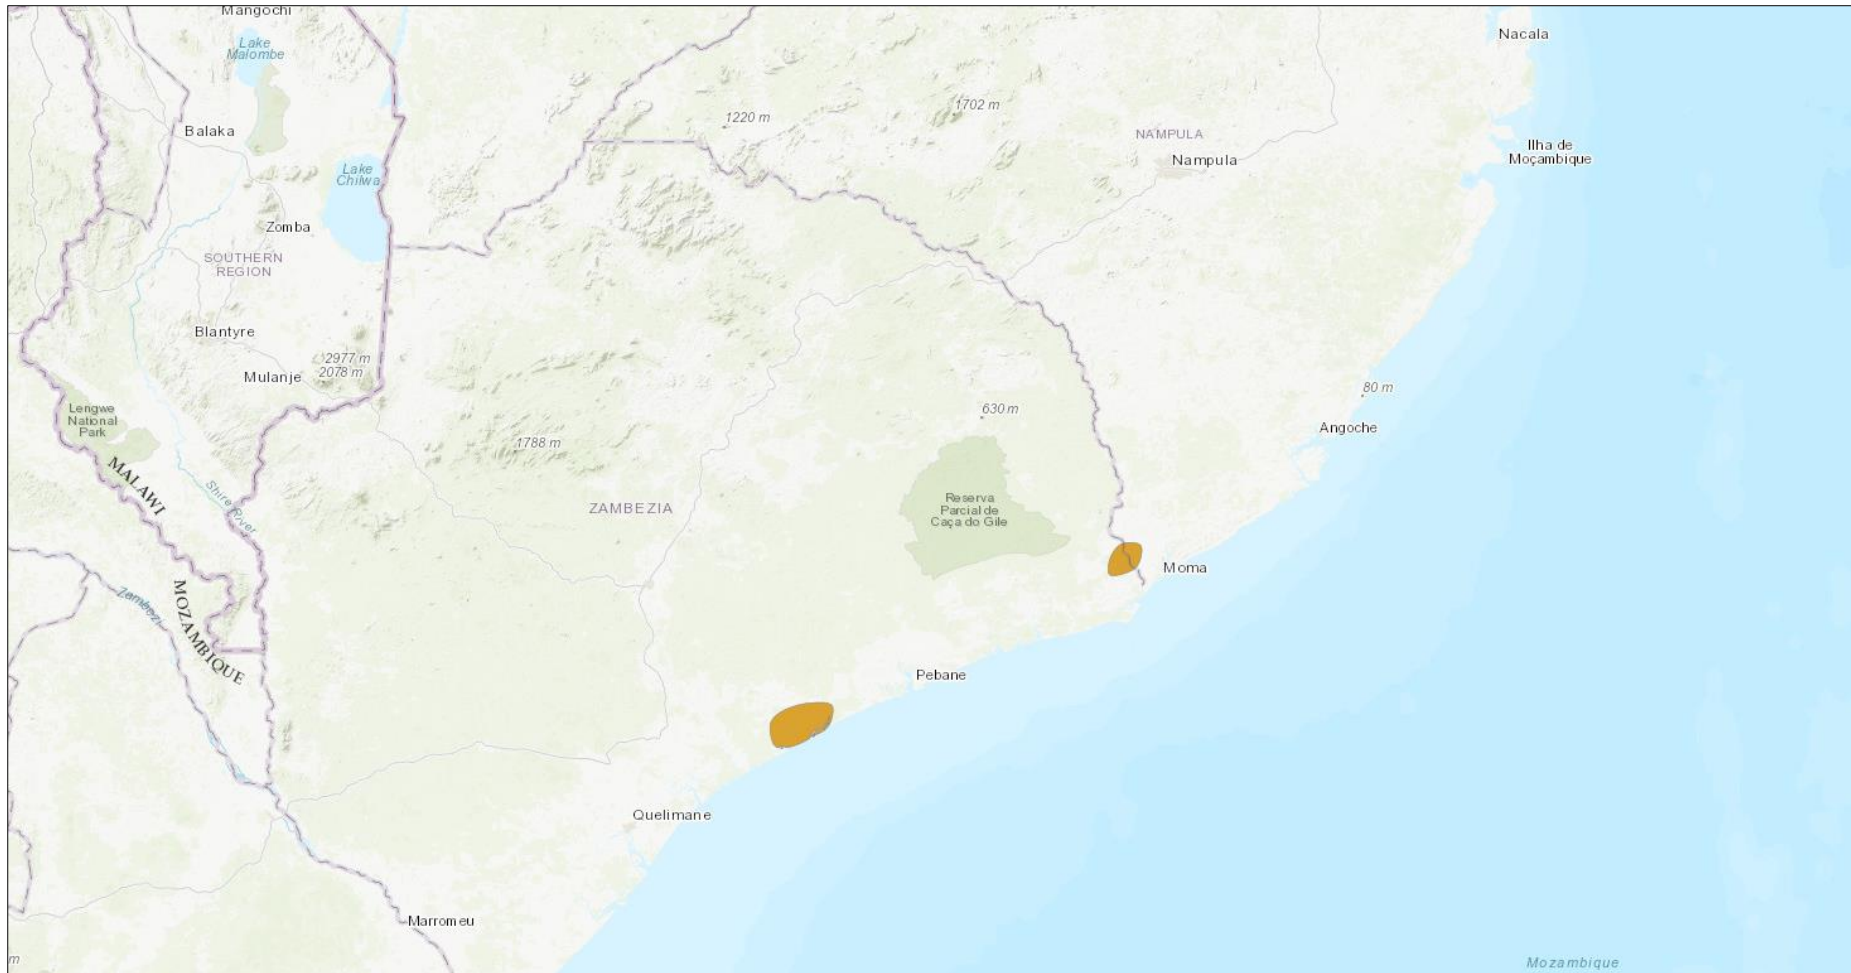 Mangochi
Nacala
Lake
Malombe
1702 m
1220 m
Balaka
NAMPULA
Nampula
Ilha de
Moçambique
Lake
Chilwa
Zomba
SOUTHERN
REGION
Blantyre
2977 m
2078 m
Mulanje
80 m
Lengwe
National
Park
630 m
Angoche
1788 m
MALAWI
Shire River
ZAMBEZIA
Reserva
Parcial de
Caça do Gile
Moma
Zambezi
MOZAMBIQUE
Pebane
Quelimane
Marromeu
m
Mozambique